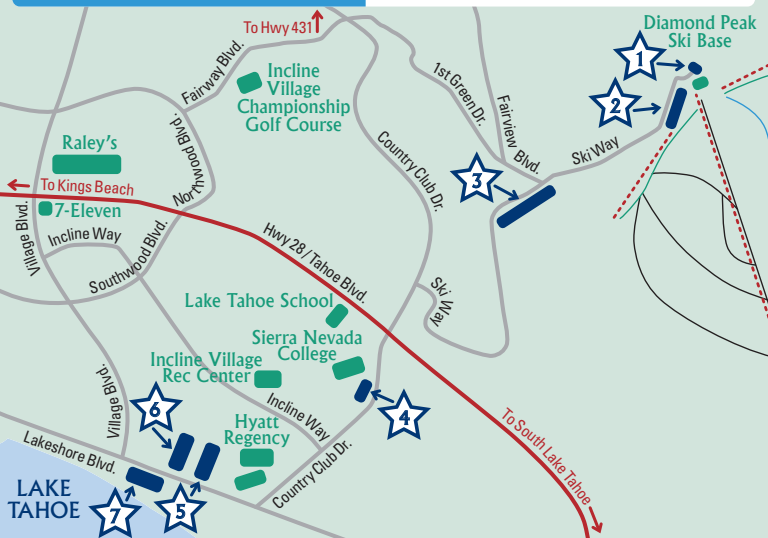 Diamond Peak
Ski Base
To Hwy 431
1
2
Fairway Blvd.
Incline
Village
Championship
Golf Course
1st Green Dr.
Fairview Blvd.
Ski Way
Northwood Blvd.
Country Club Dr.
Raley's
3
To Kings Beach
7-Eleven
Village Blvd.
Incline Way
Southwood Blvd.
Hwy 28 / Tahoe Blvd.
Ski Way
Lake Tahoe School
Sierra Nevada
College
Incline Village
Rec Center
Village Blvd.
6
Incline Way
4
Hyatt
Regency
To South Lake Tahoe
Lakeshore Blvd.
Country Club Dr.
LAKE
TAHOE
7
5